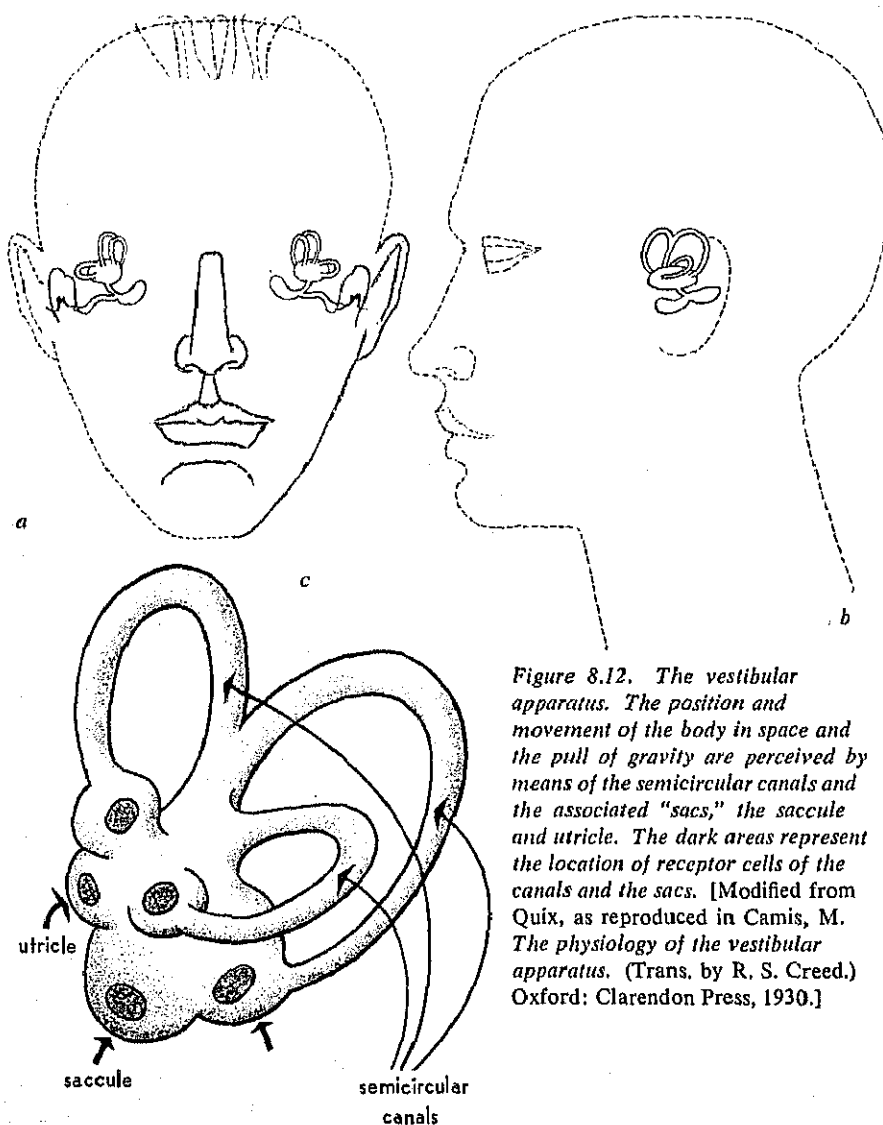 a
b
c
utricle
saccule
semicircular
canals
Figure 8.12. The vestibular
apparatus. The position and
movement of the body in space and
the pull of gravity are perceived by
means of the semicircular canals and
the associated "sacs," the saccule
and utricle. The dark areas represent
the location of receptor cells of the
canals and the sacs. [Modified from
Quix, as reproduced in Camis, M.
The physiology of the vestibular
apparatus. (Trans. by R. S. Creed.)
Oxford: Clarendon Press, 1930.]